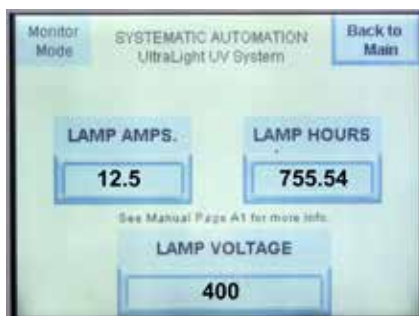 Monitor
Mode
SYSTEMATIC AUTOMATION
UltraLight UV System
Back to
Main
LAMP AMPS.
12.5
LAMP HOURS
755.54
See Manual Page A1 for more info.
LAMP VOLTAGE
400